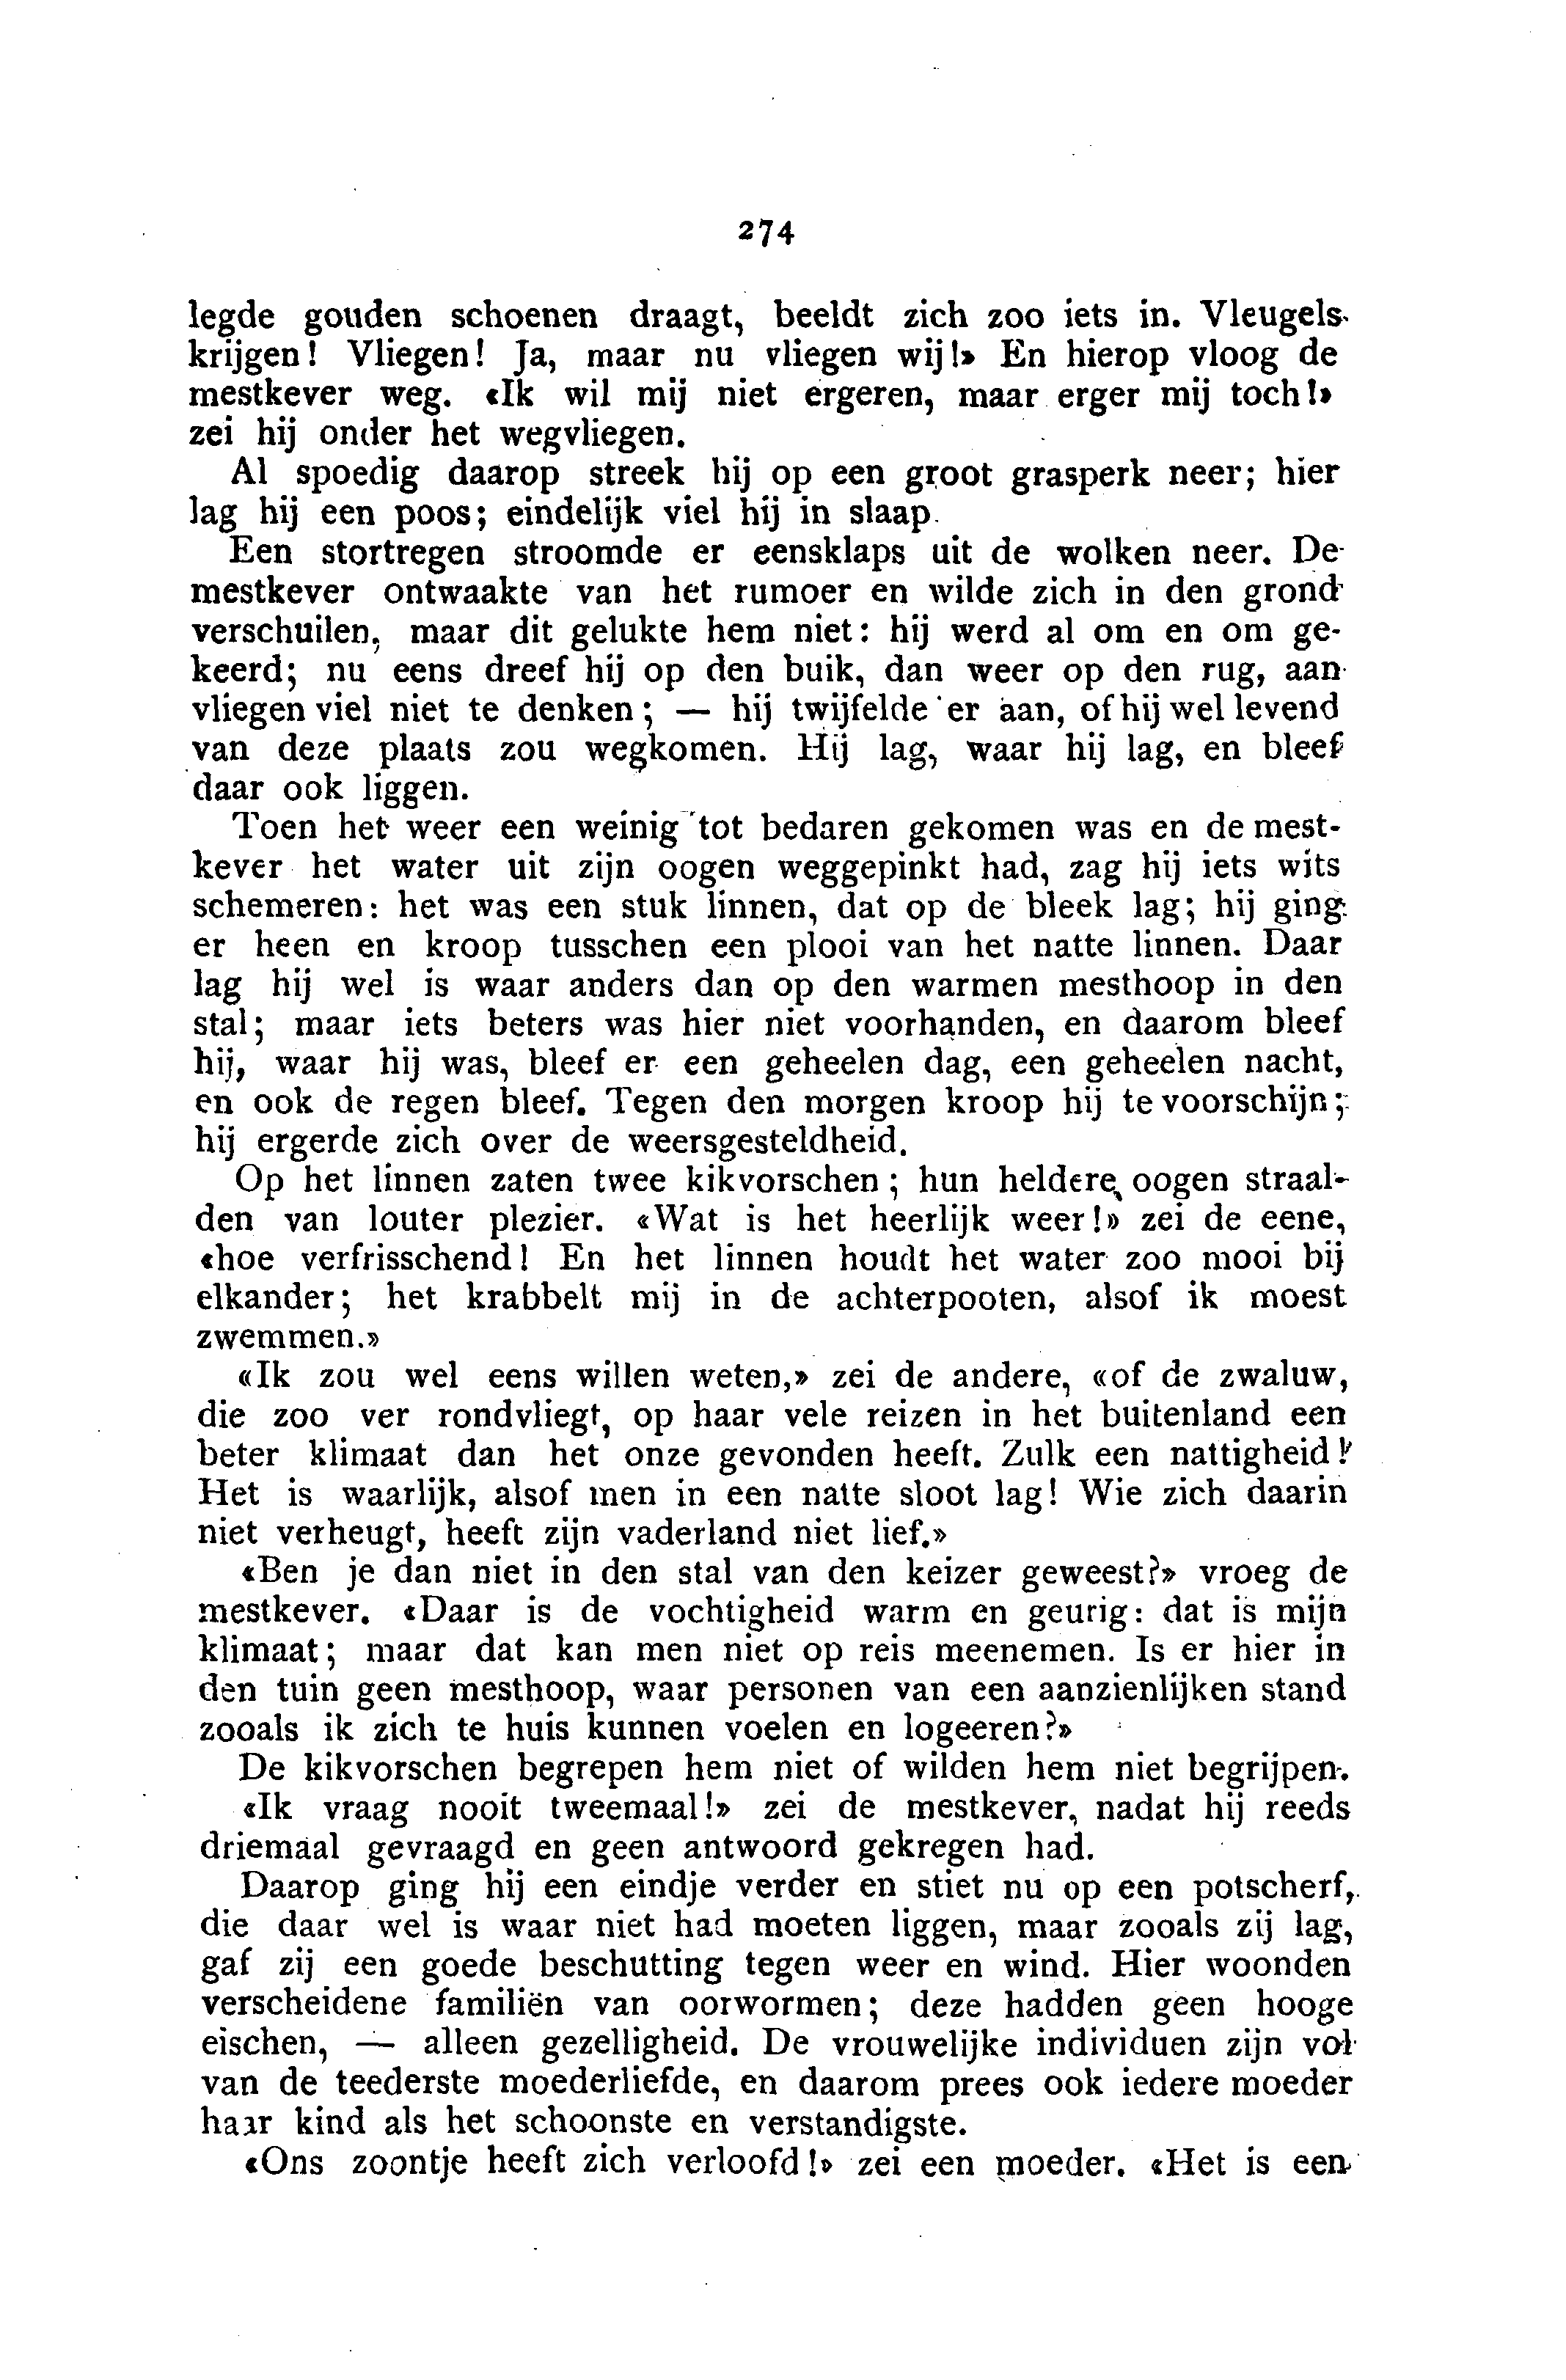 274
legde gouden schoenen draagt, beeldt zich zoo iets in. Vleugels
krijgen! Vliegen! Ja, maar nu vliegen wij!» En hierop vloog de
mestkever weg. «Ik wil mij niet ergeren, maar erger mij toch!»
zei hij onder het wegvliegen.
Al spoedig daarop streek hij op een groot grasperk neer; hier
lag hij een poos; eindelijk viel hij in slaap.
Een stortregen stroomde er eensklaps uit de wolken neer. De
mestkever ontwaakte van het rumoer en wilde zich in den grond
verschuilen, maar dit gelukte hem niet: hij werd al om en om ge-
keerd; nu eens dreef hij op den buik, dan weer op den rug, aan
vliegen viel niet te denken; — hij twijfelde er aan, of hij wel levend
van deze plaats zou wegkomen. Hij lag, waar hij lag, en bleef
daar ook liggen.
Toen het weer een weinig tot bedaren gekomen was en de mest-
kever het water uit zijn oogen weggepinkt had, zag hij iets wits
schemeren: het was een stuk linnen, dat op de bleek lag; hij ging
er heen en kroop tusschen een plooi van het natte linnen. Daar
lag hij wel is waar anders dan op den warmen mesthoop in den
stal; maar iets beters was hier niet voorhanden, en daarom bleef
hij, waar hij was, bleef er een geheelen dag, een geheelen nacht,
en ook de regen bleef. Tegen den morgen kroop hij te voorschijn;
hij ergerde zich over de weersgesteldheid.
Op het linnen zaten twee kikvorschen; hun heldere oogen straal-
den van louter plezier. «Wat is het heerlijk weer!» zei de eene,
«hoe verfrisschend! En het linnen houdt het water zoo mooi bij
elkander; het krabbelt mij in de achterpooten, alsof ik moest
zwemmen.»
«Ik zou wel eens willen weten,» zei de andere, «of de zwaluw,
die zoo ver rondvliegt, op haar vele reizen in het buitenland een
beter klimaat dan het onze gevonden heeft. Zulk een nattigheid!
Het is waarlijk, alsof men in een natte sloot lag! Wie zich daarin
niet verheugt, heeft zijn vaderland niet lief.»
«Ben je dan niet in den stal van den keizer geweest?» vroeg de
mestkever. «Daar is de vochtigheid warm en geurig: dat is mijn
klimaat; maar dat kan men niet op reis meenemen. Is er hier in
den tuin geen mesthoop, waar personen van een aanzienlijken stand
zooals ik zich te huis kunnen voelen en logeeren?»
De kikvorschen begrepen hem niet of wilden hem niet begrijpen.
«Ik vraag nooit tweemaal!» zei de mestkever, nadat hij reeds
driemaal gevraagd en geen antwoord gekregen had.
Daarop ging hij een eindje verder en stiet nu op een potscherf,
die daar wel is waar niet had moeten liggen, maar zooals zij lag,
gaf zij een goede beschutting tegen weer en wind. Hier woonden
verscheidene familiën van oorwormen; deze hadden geen hooge
eischen, — alleen gezelligheid. De vrouwelijke individuen zijn vol
van de teederste moederliefde, en daarom prees ook iedere moeder
haar kind als het schoonste en verstandigste.
«Ons zoontje heeft zich verloofd!» zei een moeder. «Het is een